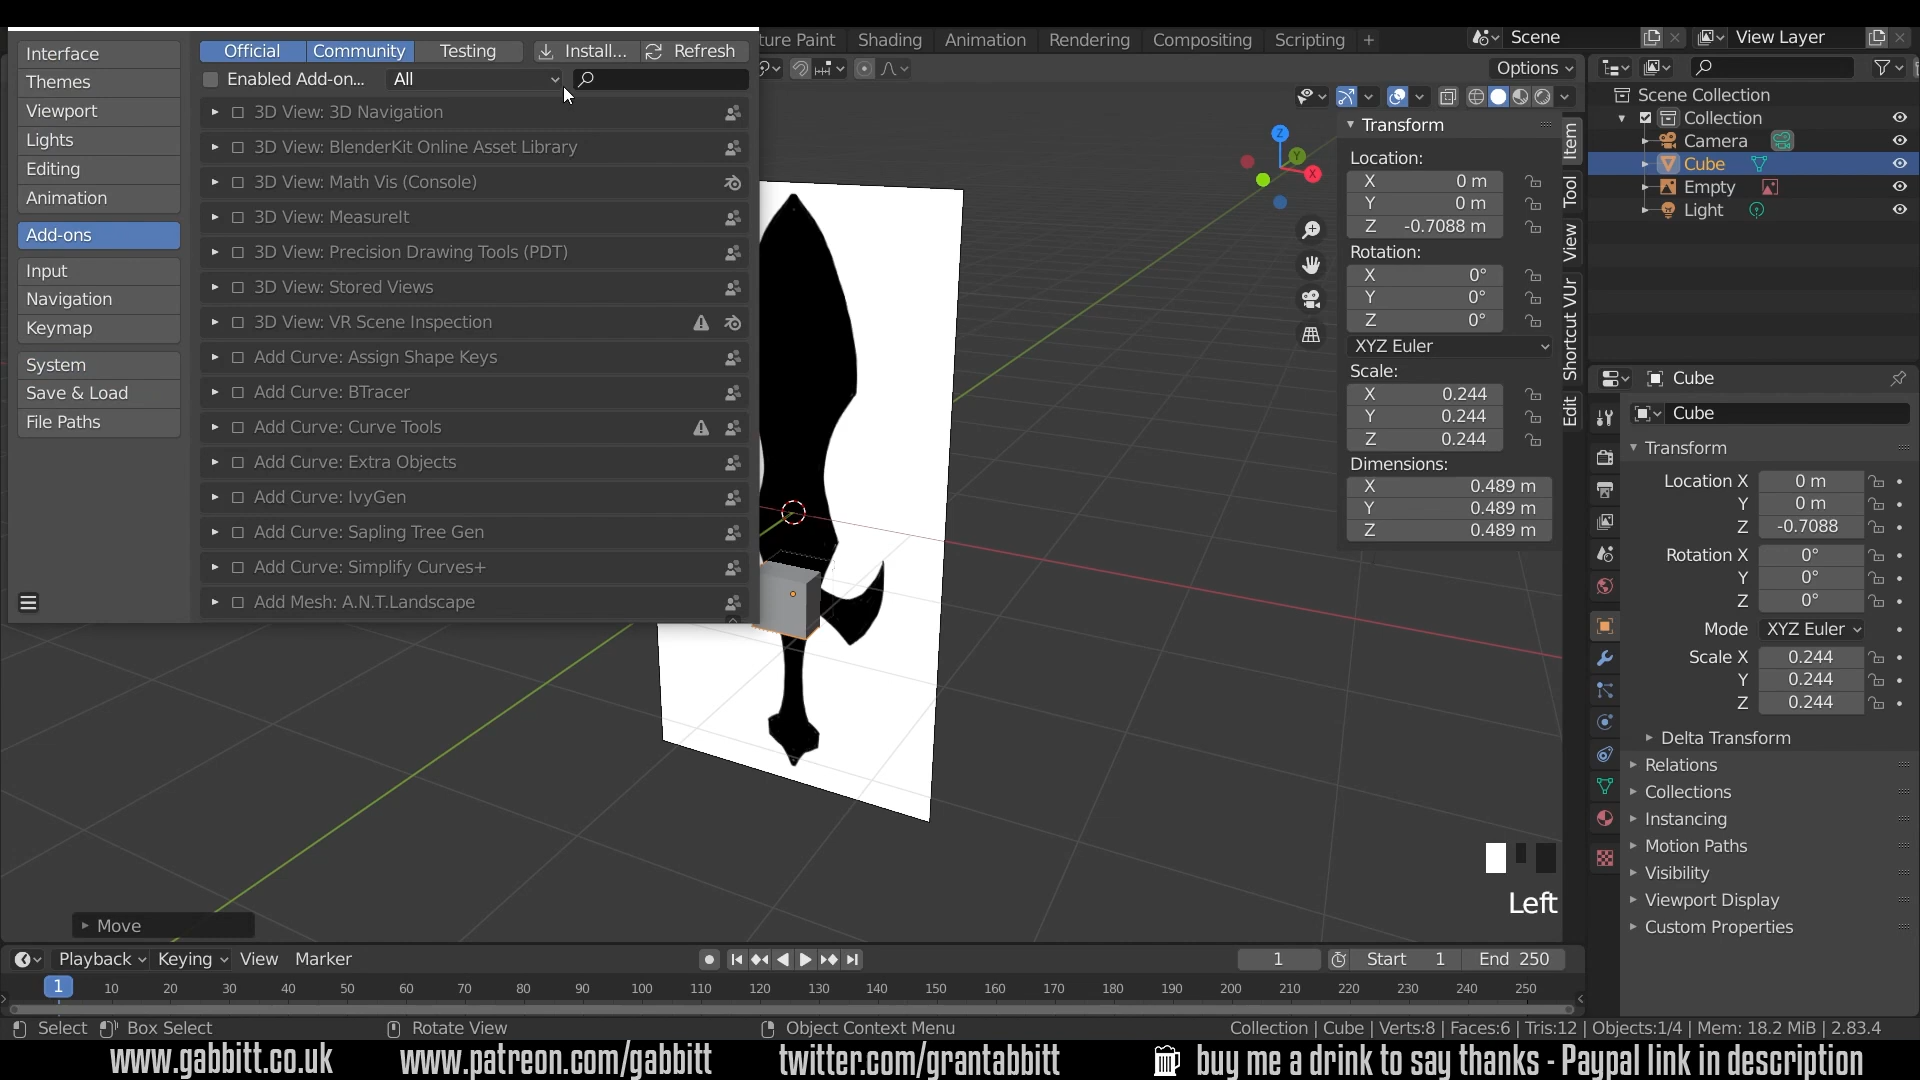 Interface
Themes
Viewport
Lights
Editing
Animation
Add-ons
Input
Navigation
Keymap
System
Save & Load
File Paths
Official Community Testing Install... Refresh
Enabled Add-on... All
3D View: 3D Navigation
3D View: BlenderKit Online Asset Library
3D View: Math Vis (Console)
3D View: MeasureIt
3D View: Precision Drawing Tools (PDT)
3D View: Stored Views
3D View: VR Scene Inspection
Add Curve: Assign Shape Keys
Add Curve: BTracer
Add Curve: Curve Tools
Add Curve: Extra Objects
Add Curve: IvyGen
Add Curve: Sapling Tree Gen
Add Curve: Simplify Curves+
Add Mesh: A.N.T.Landscape
ture Paint Shading Animation Rendering Compositing Scripting +
Scene View Layer
Options
Z
Y
X
Transform
Location:
X 0 m
Y 0 m
Z -0.7088 m
Rotation:
X 0°
Y 0°
Z 0°
XYZ Euler
Scale:
X 0.244
Y 0.244
Z 0.244
Dimensions:
X 0.489 m
Y 0.489 m
Z 0.489 m
Item
Tool
View
Shortcut VUr
Edit
Scene Collection
Collection
Camera
Cube
Empty
Light
Cube
Cube
Transform
Location X 0 m
Y 0 m
Z -0.7088
Rotation X 0°
Y 0°
Z 0°
Mode XYZ Euler
Scale X 0.244
Y 0.244
Z 0.244
Delta Transform
Relations
Collections
Instancing
Motion Paths
Visibility
Viewport Display
Custom Properties
Left
Move
Playback Keying View Marker
1 Start 1 End 250
1 10 20 30 40 50 60 70 80 90 100 110 120 130 140 150 160 170 180 190 200 210 220 230 240 250
Select Box Select Rotate View Object Context Menu
Collection | Cube | Verts:8 | Faces:6 | Tris:12 | Objects:1/4 | Mem: 18.2 MiB | 2.83.4
www.gabbitt.co.uk www.patreon.com/gabbitt twitter.com/grantabbitt buy me a drink to say thanks - Paypal link in description